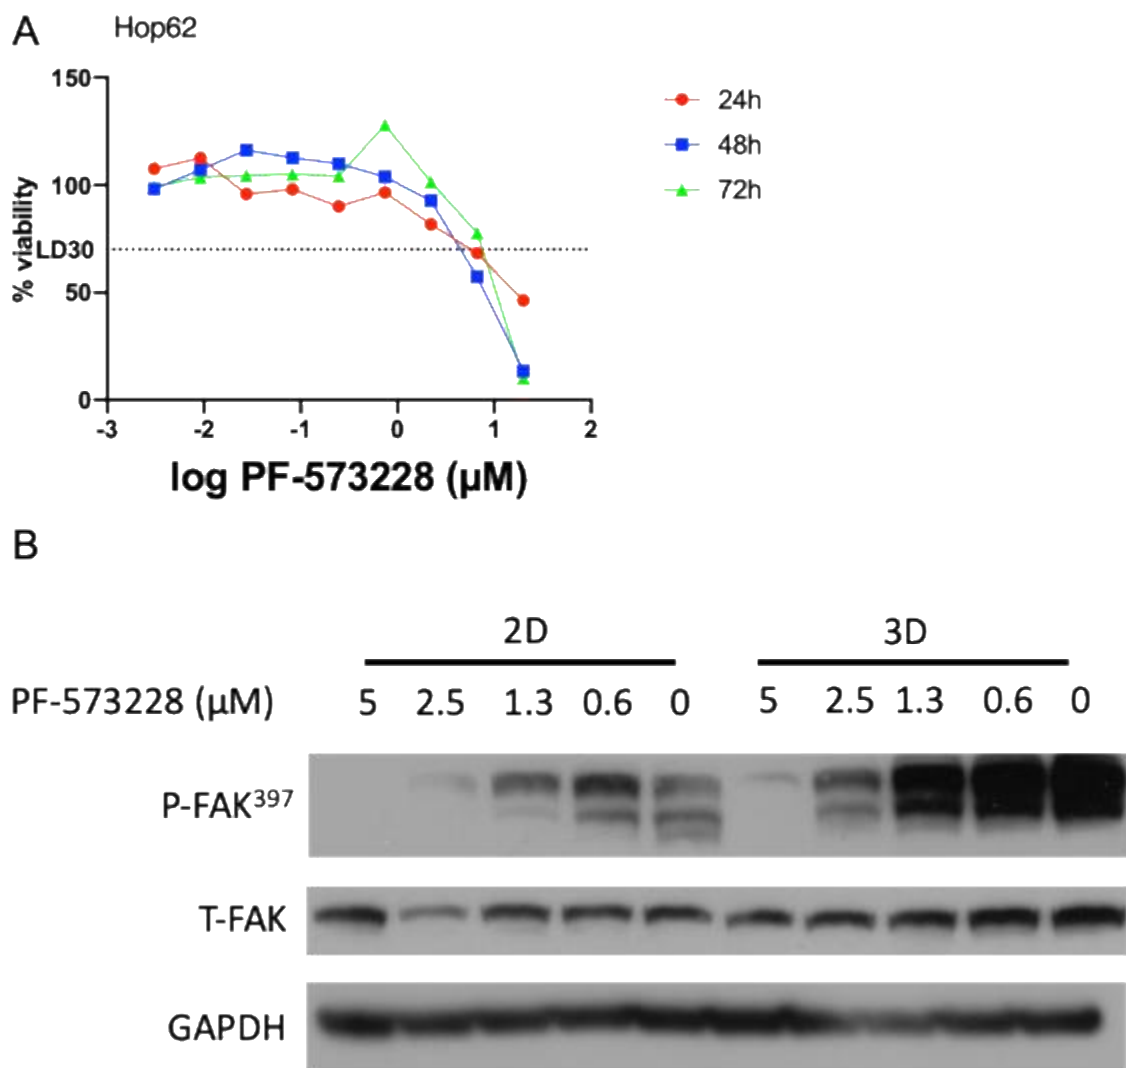 A
Hop62
150
100
LD30
50
0
% viability
-3 -2 -1 0 1 2
log PF-573228 (µM)
24h
48h
72h
B
2D 3D
PF-573228 (µM) 5 2.5 1.3 0.6 0 5 2.5 1.3 0.6 0
P-FAK³⁹⁷
T-FAK
GAPDH